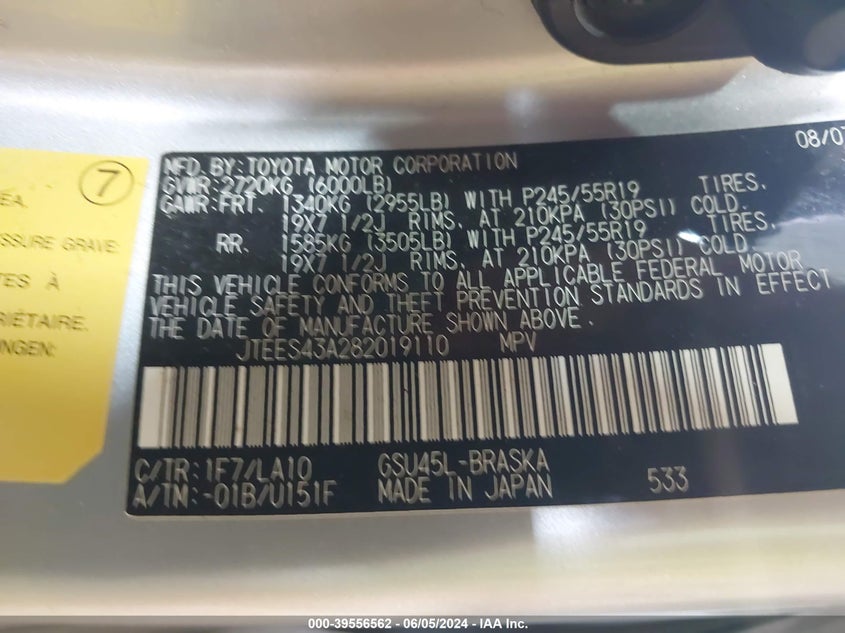 7
ÉA.
SSURE GRAVE
TES À
RIÉTAIRE.
UNGEN:
08/07
MFD. BY: TOYOTA MOTOR CORPORATION
GVWR: 2720KG (6000LB)
GAWR: FRT. 1340KG (2955LB) WITH P245/55R19 TIRES,
19X7 1/2J RIMS, AT 210KPA (30PSI) COLD.
RR. 1585KG (3505LB) WITH P245/55R19 TIRES,
19X7 1/2J RIMS, AT 210KPA (30PSI) COLD.
THIS VEHICLE CONFORMS TO ALL APPLICABLE FEDERAL MOTOR
VEHICLE SAFETY AND THEFT PREVENTION STANDARDS IN EFFECT
THE DATE OF MANUFACTURE SHOWN ABOVE.
JTEES43A282019110 MPV
C/TR: 1F7/LA10 GSU45L-BRASKA
A/TM: -01B/U151F MADE IN JAPAN 533
000-39556562 — 06/05/2024 — IAA Inc.